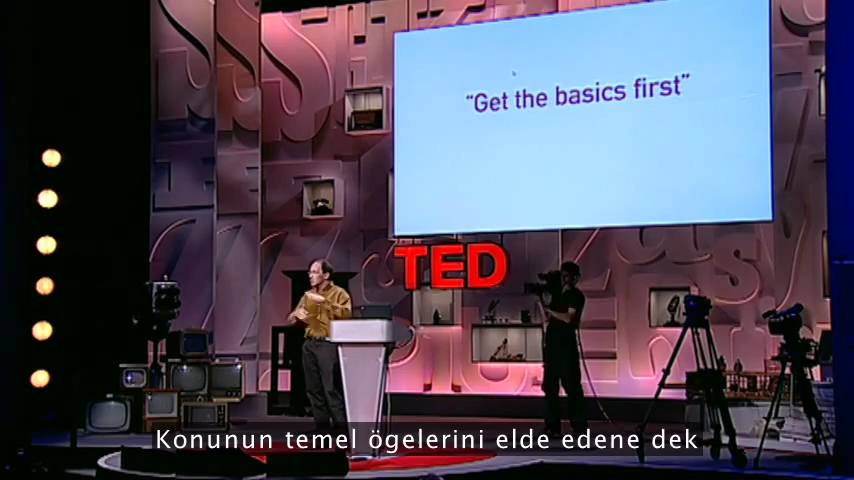 “Get the basics first”
TED
Konunun temel ögelerini elde edene dek